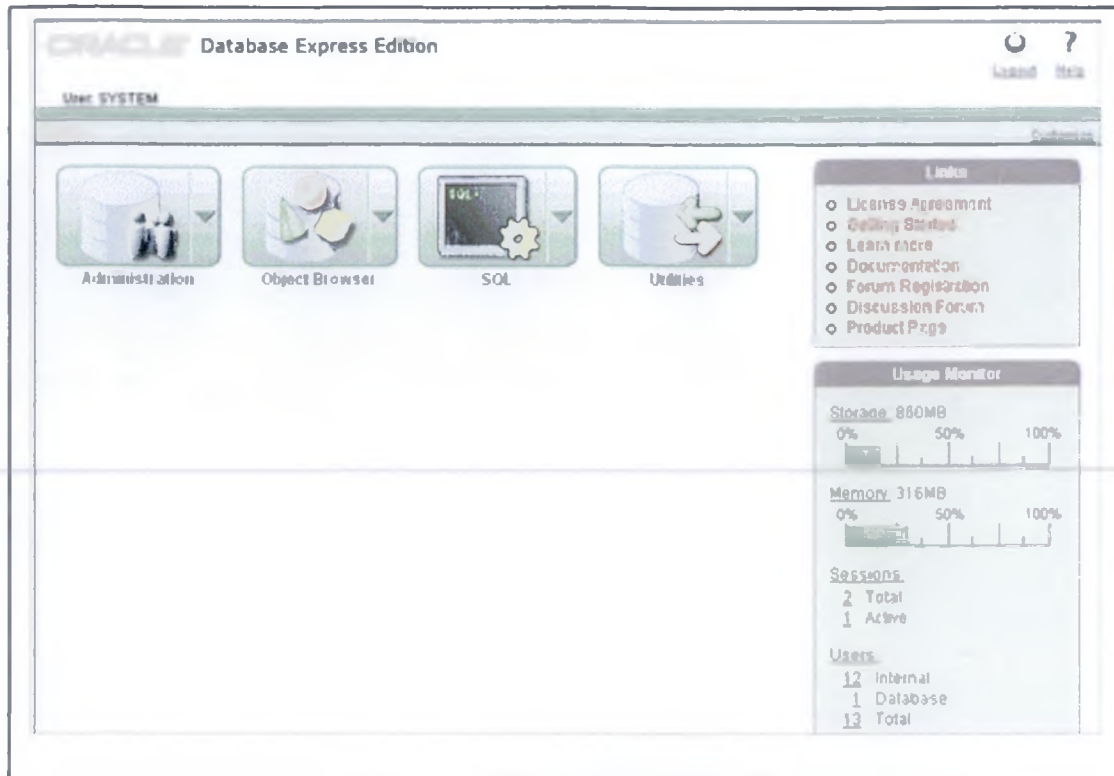 ORACLE Database Express Edition
Logout Help
User: SYSTEM
Customize
Administration
Object Browser
SQL>
SQL
Utilities
Links
License Agreement
Getting Started
Learn more
Documentation
Forum Registration
Discussion Forum
Product Page
Usage Monitor
Storage 860MB
0% 50% 100%
Memory 316MB
0% 50% 100%
Sessions
2 Total
1 Active
Users
12 Internal
1 Database
13 Total